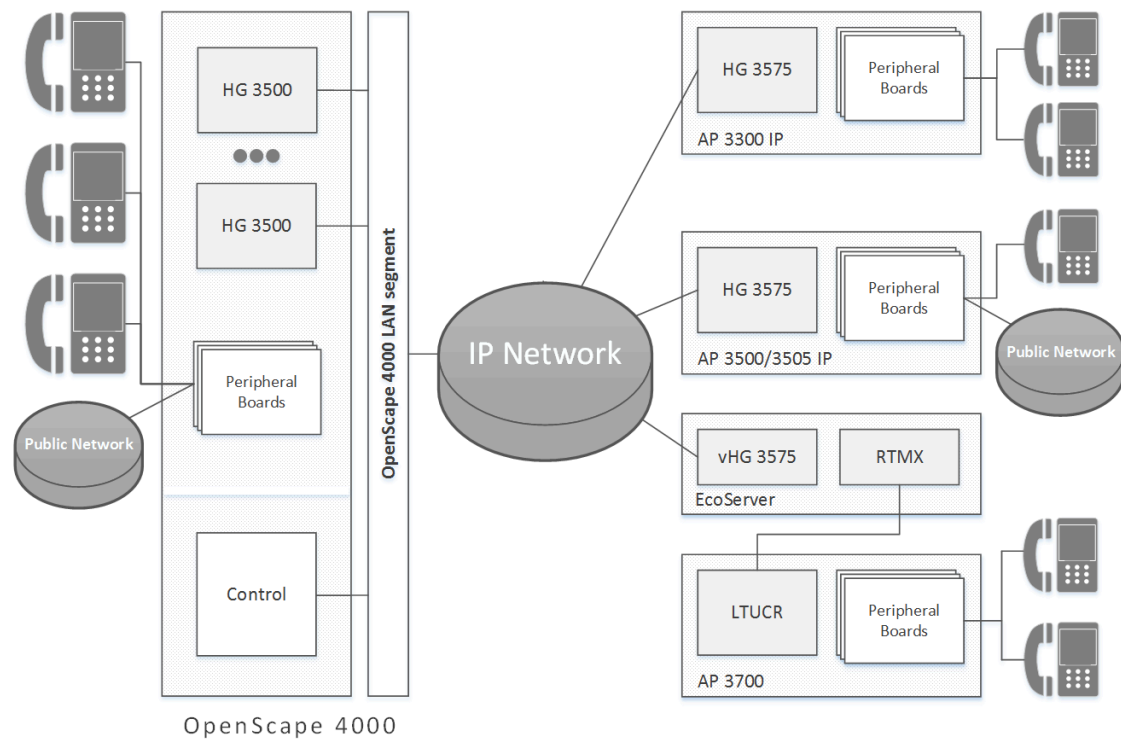 HG 3500
HG 3500
Peripheral
Boards
Public Network
Control
OpenScape 4000
OpenScape 4000 LAN segment
IP Network
HG 3575
Peripheral
Boards
AP 3300 IP
HG 3575
Peripheral
Boards
AP 3500/3505 IP
Public Network
vHG 3575
RTMX
EcoServer
LTUCR
Peripheral
Boards
AP 3700